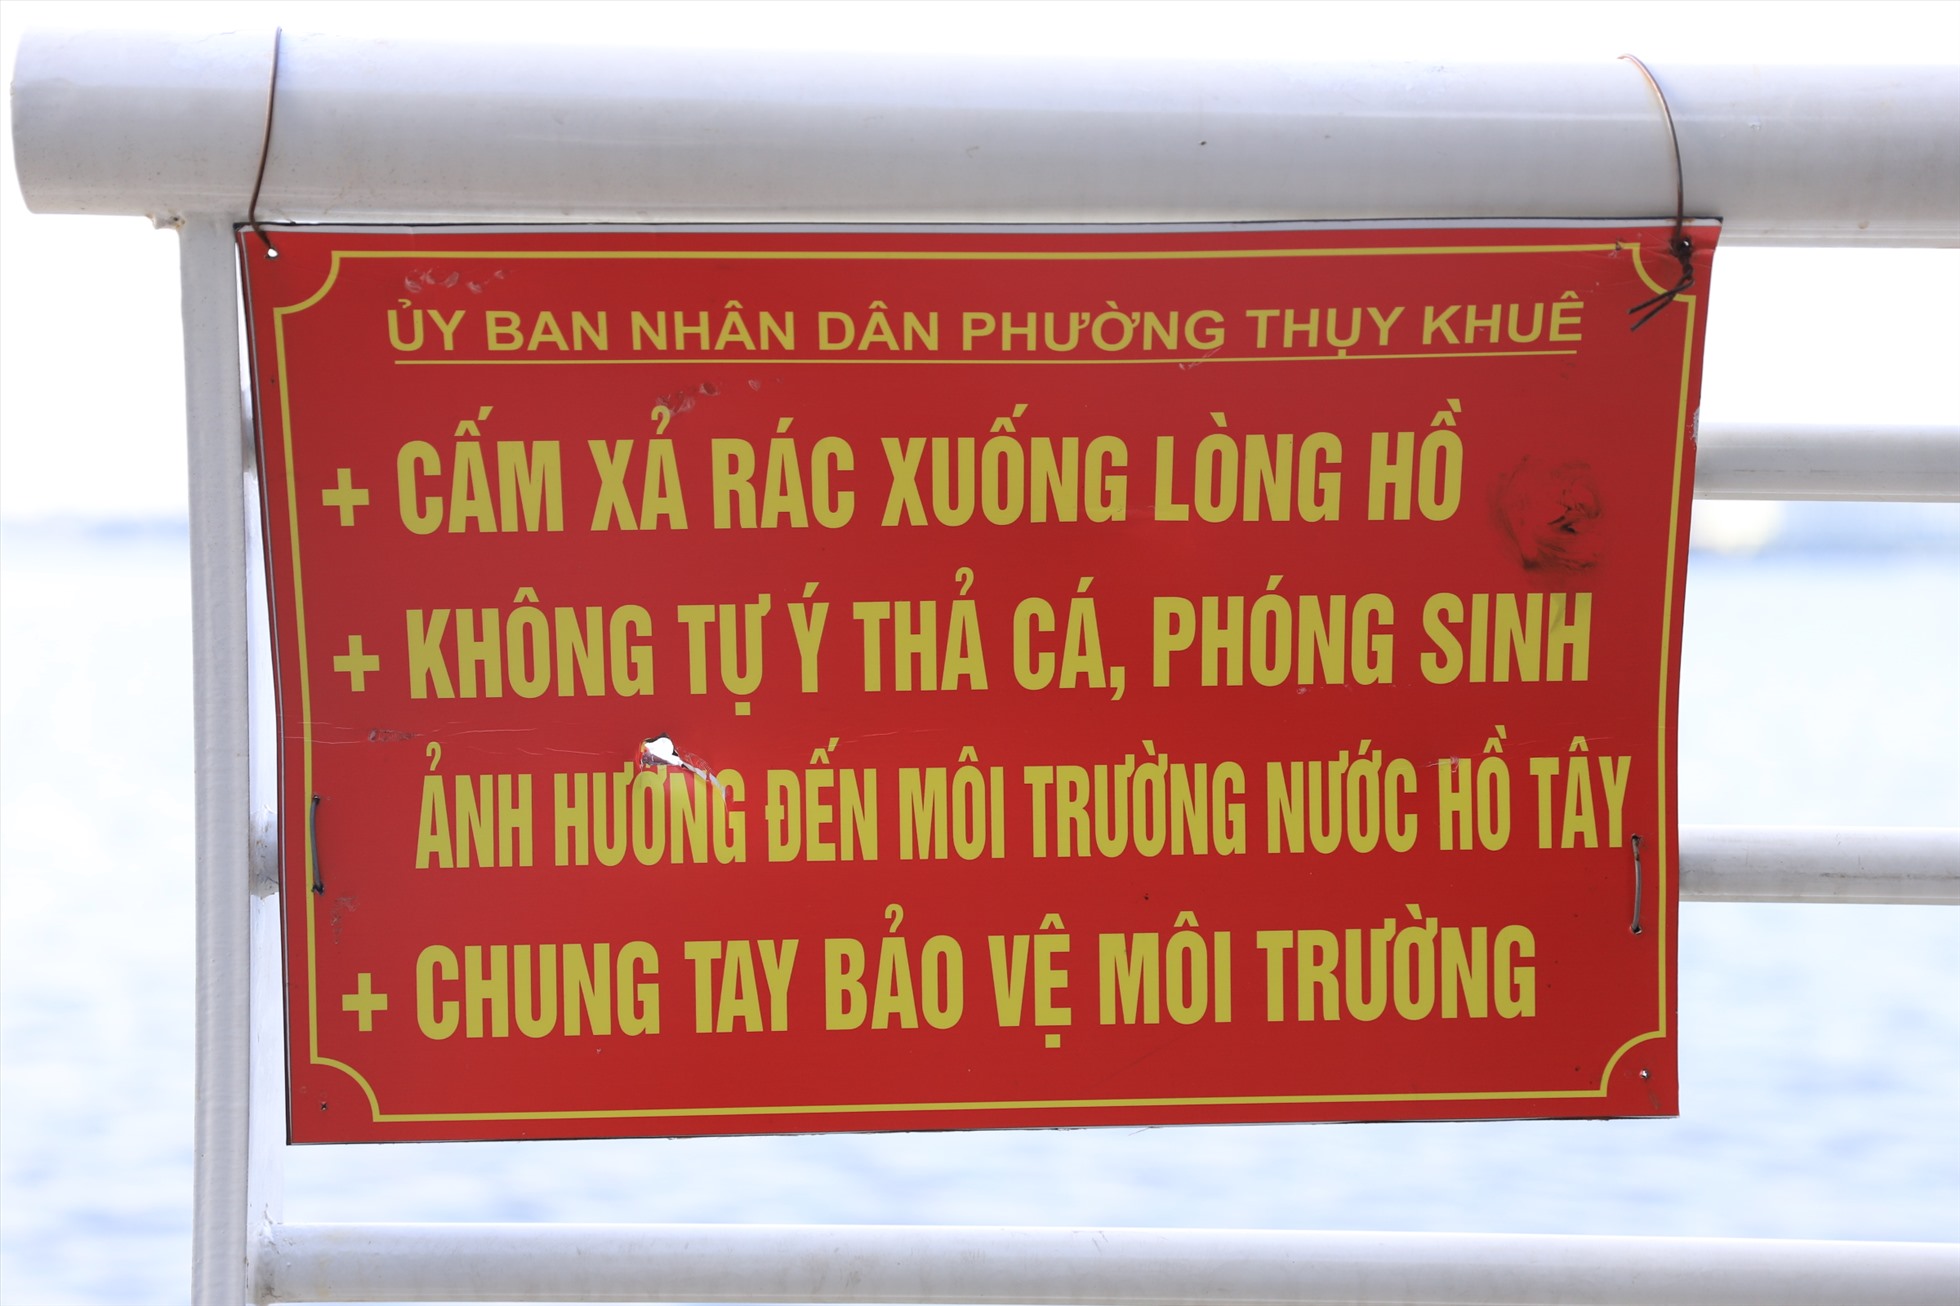 ỦY BAN NHÂN DÂN PHƯỜNG THỤY KHUÊ
+ CẤM XẢ RÁC XUỐNG LÒNG HỒ
+ KHÔNG TỰ Ý THẢ CÁ, PHÓNG SINH
ẢNH HƯỞNG ĐẾN MÔI TRƯỜNG NƯỚC HỒ TÂY
+ CHUNG TAY BẢO VỆ MÔI TRƯỜNG